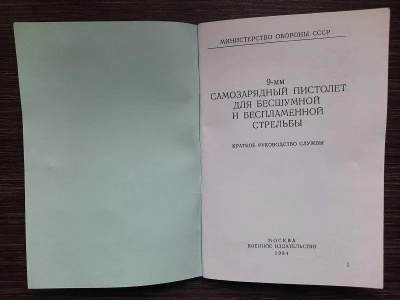 МИНИСТЕРСТВО ОБОРОНЫ СССР
9-мм
САМОЗАРЯДНЫЙ ПИСТОЛЕТ
ДЛЯ БЕСШУМНОЙ
И БЕСПЛАМЕННОЙ
СТРЕЛЬБЫ
КРАТКОЕ РУКОВОДСТВО СЛУЖБЫ
МОСКВА
ВОЕННОЕ ИЗДАТЕЛЬСТВО
1984
1